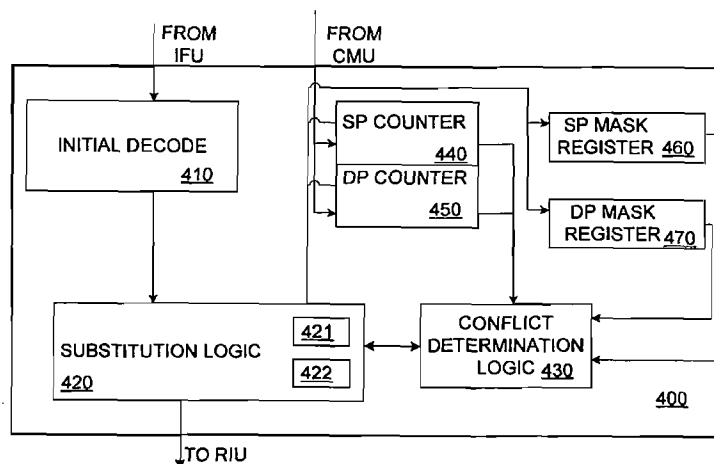 FROM
IFU
FROM
CMU
INITIAL DECODE
410
SP COUNTER
440
DP COUNTER
450
SP MASK
REGISTER 460
DP MASK
REGISTER 470
SUBSTITUTION LOGIC
420
421
422
CONFLICT
DETERMINATION
LOGIC 430
400
TO RIU